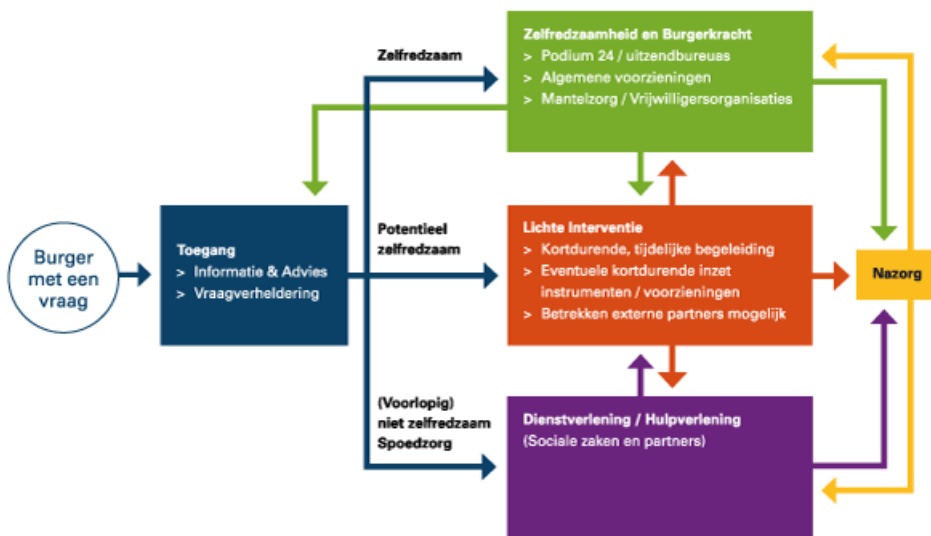 Burger
met een
vraag
Toegang
> Informatie & Advies
> Vraagverheldering
Zelfredzaam
Potentieel
zelfredzaam
(Voorlopig)
niet zelfredzaam
Spoedzorg
Zelfredzaamheid en Burgerkracht
> Podium 24 / uitzendbureuas
> Algemene voorzieningen
> Mantelzorg / Vrijwilligersorganisaties
Lichte Interventie
> Kortdurende, tijdelijke begeleiding
> Eventuele kortdurende inzet
instrumenten / voorzieningen
> Betrekken externe partners mogelijk
Dienstverlening / Hulpverlening
(Sociale zaken en partners)
Nazorg